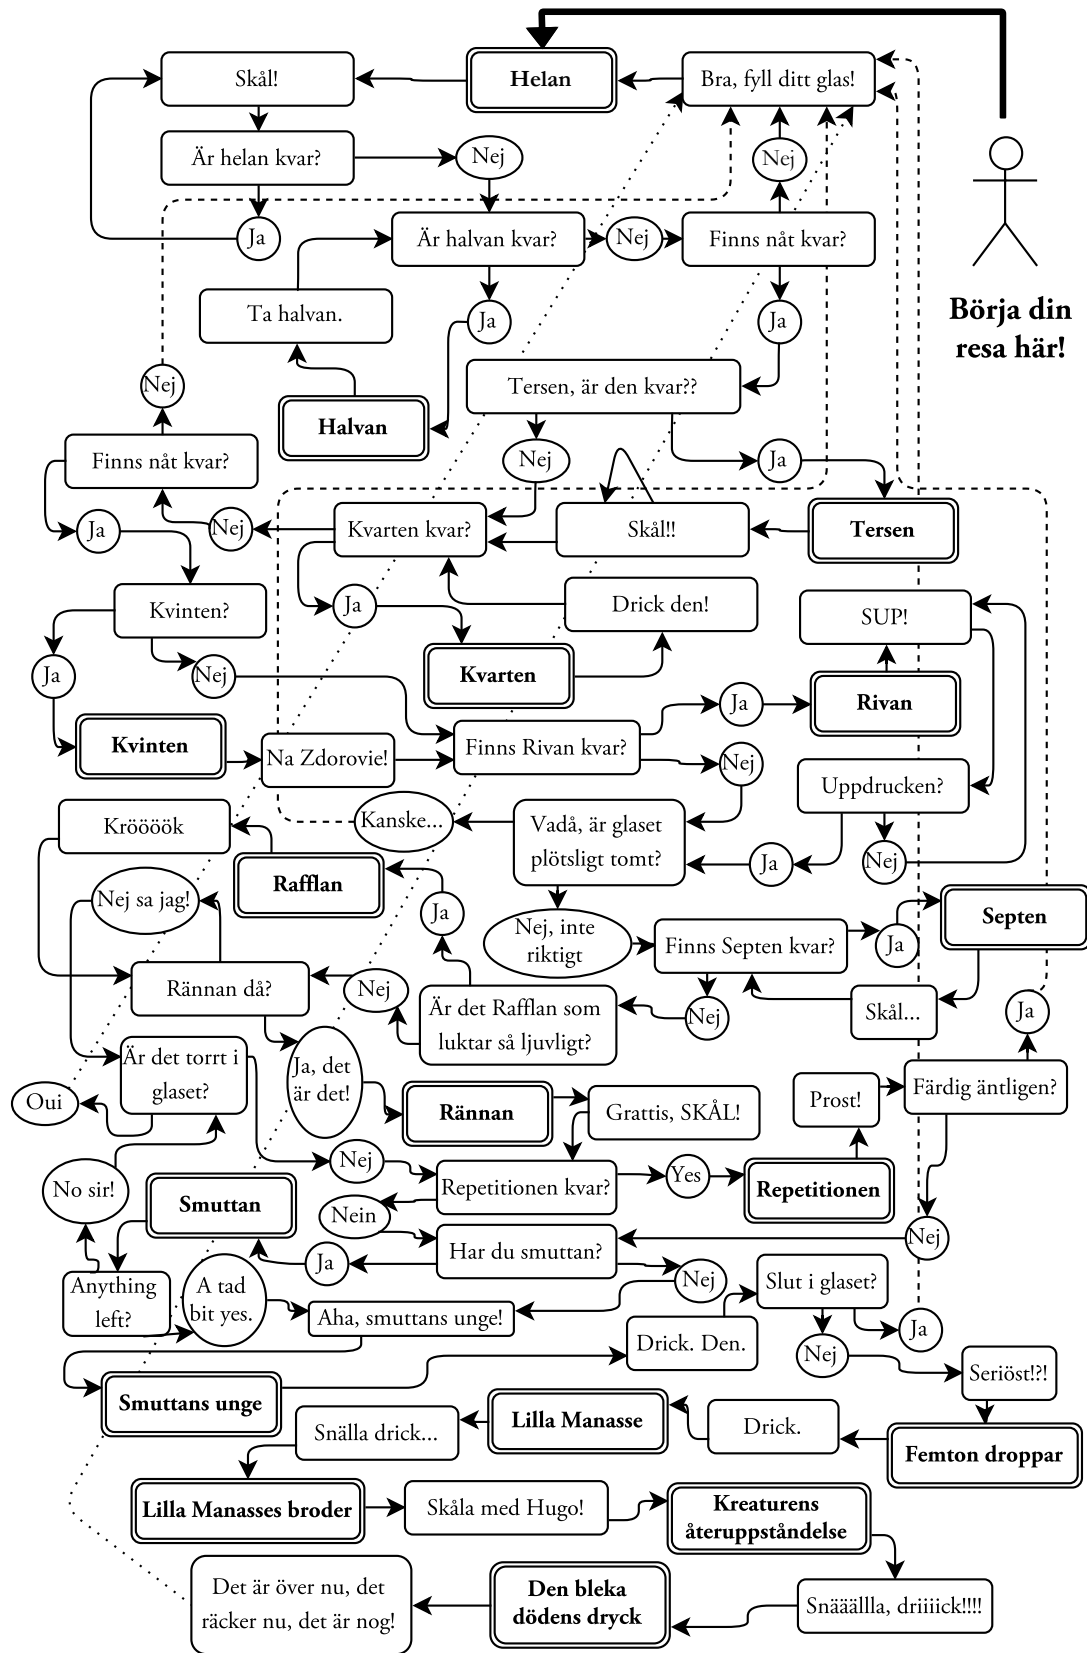 Skål!
Helan
Bra, fyll ditt glas!
Är helan kvar?
Nej
Nej
Ja
Är halvan kvar?
Nej
Finns nåt kvar?
Ta halvan.
Ja
Ja
Börja din
resa här!
Nej
Tersen, är den kvar??
Halvan
Finns nåt kvar?
Nej
Ja
Ja
Nej
Kvarten kvar?
Skål!!
Tersen
Kvinten?
Ja
Drick den!
SUP!
Ja
Nej
Kvarten
Ja
Rivan
Kvinten
Na Zdorovie!
Finns Rivan kvar?
Nej
Uppdrucken?
Kröööök
Kanske...
Vadå, är glaset
plötsligt tomt?
Ja
Nej
Rafflan
Nej sa jag!
Ja
Nej, inte
riktigt
Finns Septen kvar?
Ja
Septen
Rännan då?
Nej
Är det Rafflan som
luktar så ljuvligt?
Nej
Skål...
Ja
Är det torrt i
glaset?
Ja, det
är det!
Oui
Rännan
Grattis, SKÅL!
Prost!
Färdig äntligen?
No sir!
Nej
Repetitionen kvar?
Yes
Repetitionen
Smuttan
Nein
Har du smuttan?
Nej
Ja
Anything
left?
A tad
bit yes.
Nej
Slut i glaset?
Aha, smuttans unge!
Drick. Den.
Nej
Ja
Seriöst!?!
Smuttans unge
Snälla drick...
Lilla Manasse
Drick.
Femton droppar
Lilla Manasses broder
Skåla med Hugo!
Kreaturens
återuppståndelse
Det är över nu, det
räcker nu, det är nog!
Den bleka
dödens dryck
Snäääällla, driiiick!!!!